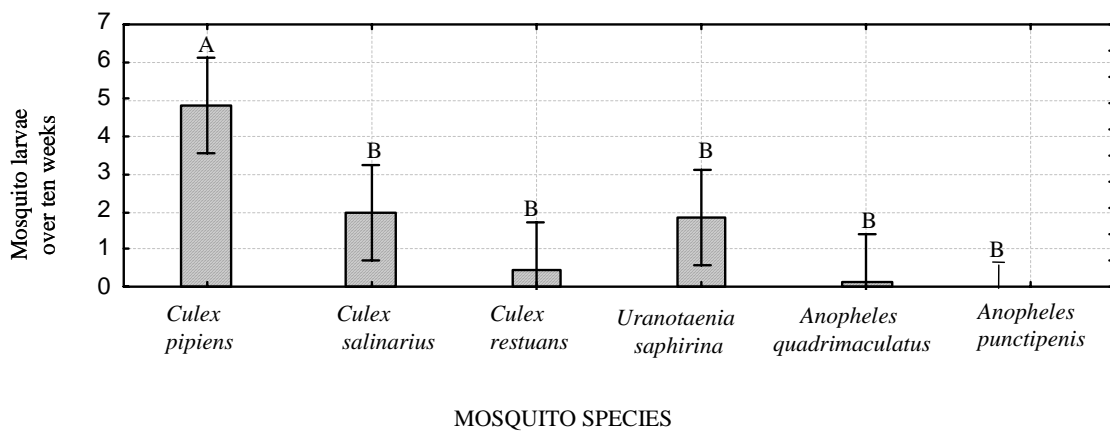 7
6
5
4
3
2
1
0
Mosquito larvae
over ten weeks
A
B
B
B
B
B
Culex
pipiens
Culex
salinarius
Culex
restuans
Uranotaenia
saphirina
Anopheles
quadrimaculatus
Anopheles
punctipenis
MOSQUITO SPECIES